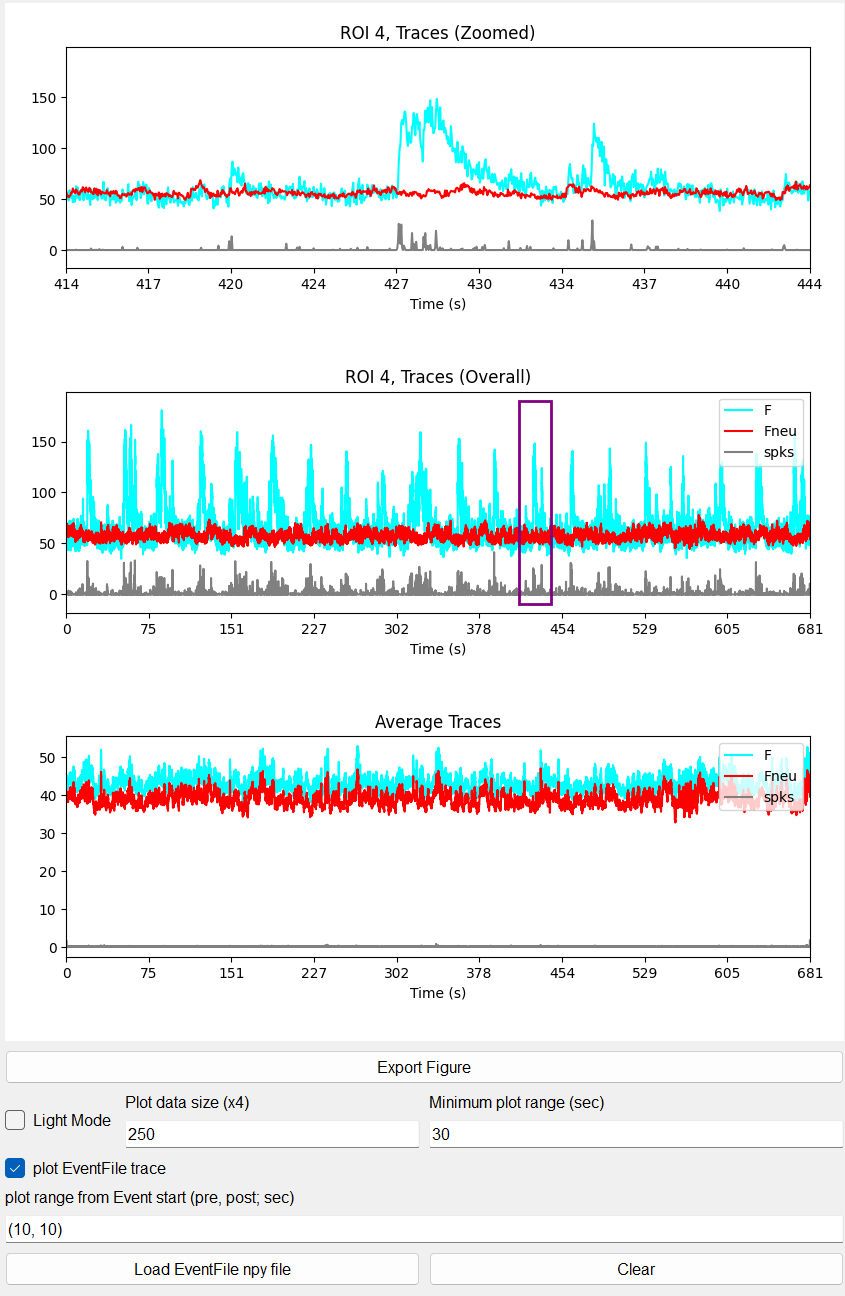 ROI 4, Traces (Zoomed)
150
100
50
0
414 417 420 424 427 430 434 437 440 444
Time (s)
ROI 4, Traces (Overall)
150
100
50
0
F
Fneu
spks
0 75 151 227 302 378 454 529 605 681
Time (s)
Average Traces
50
40
30
20
10
0
F
Fneu
spks
0 75 151 227 302 378 454 529 605 681
Time (s)
Export Figure
Light Mode
Plot data size (x4)
Minimum plot range (sec)
250
30
plot EventFile trace
plot range from Event start (pre, post; sec)
(10, 10)
Load EventFile npy file
Clear